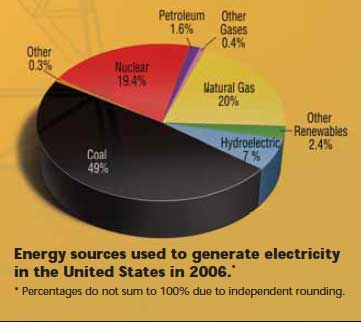 Petroleum
1.6%
Other
Gases
0.4%
Other
0.3%
Nuclear
19.4%
Natural Gas
20%
Other
Renewables
2.4%
Hydroelectric
7 %
Coal
49%
Energy sources used to generate electricity
in the United States in 2006.*
* Percentages do not sum to 100% due to independent rounding.